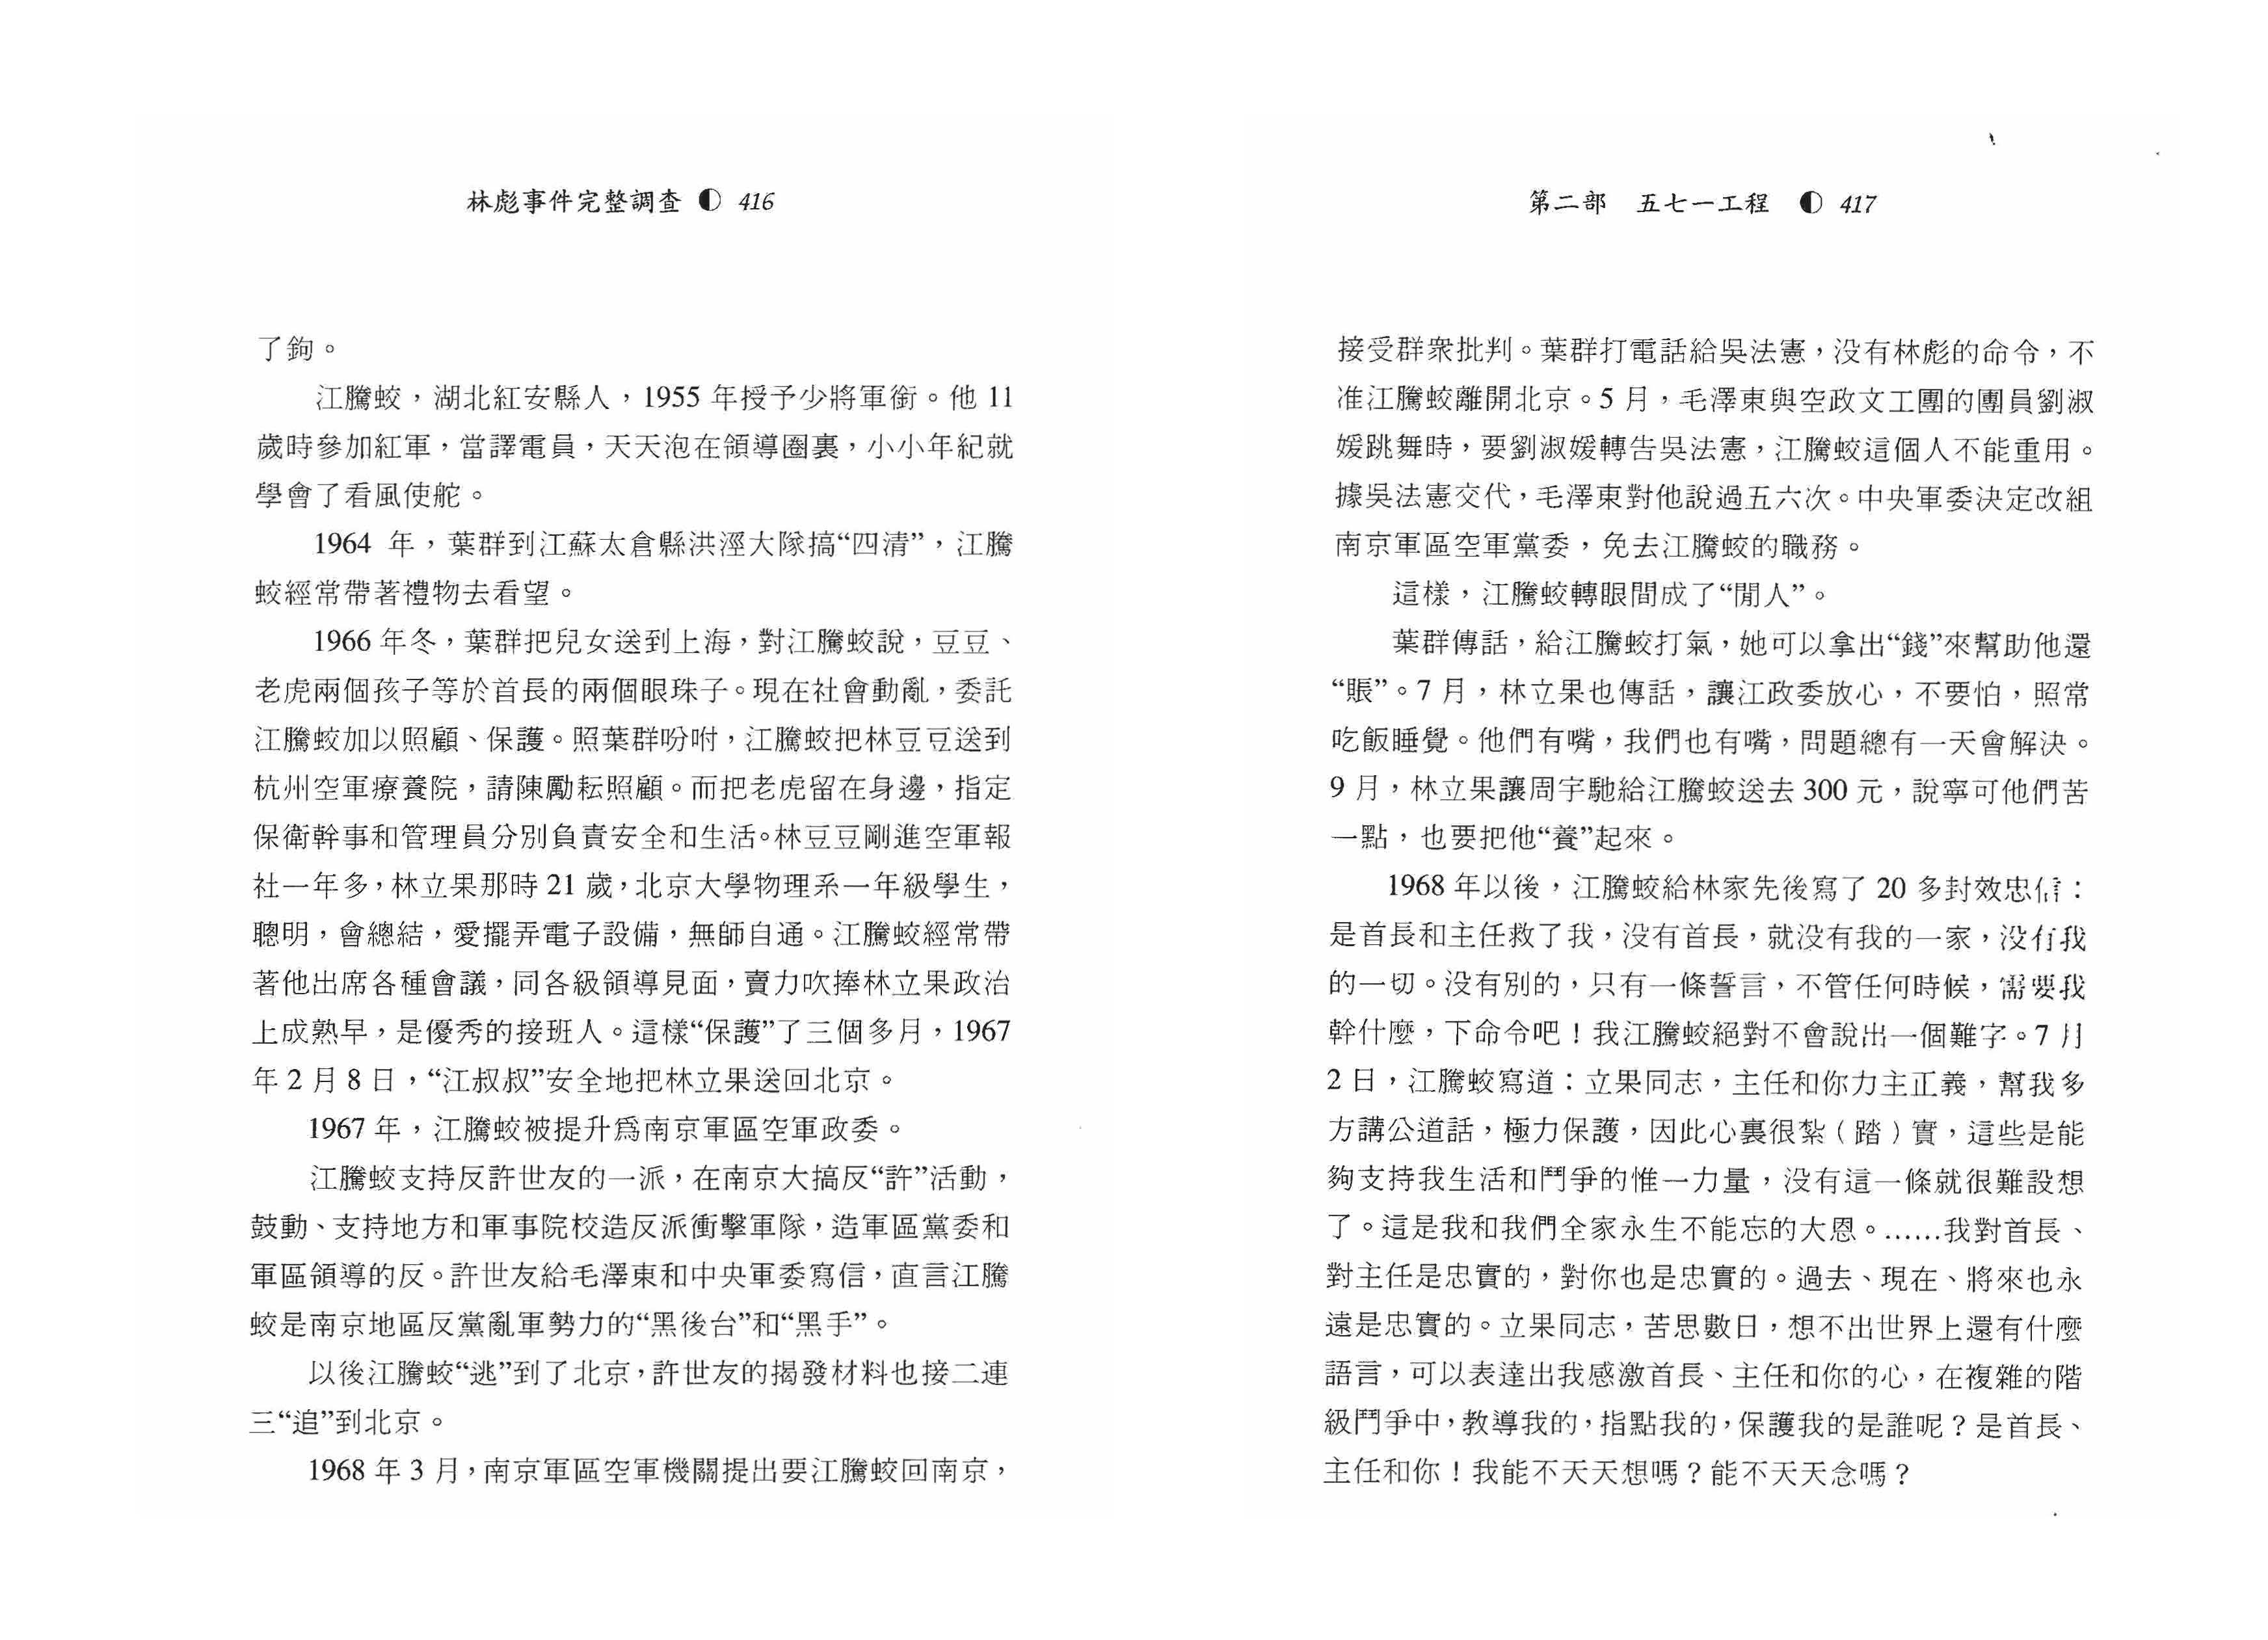 林彪事件完整調查 ◐ 416
了鉤。
江騰蛟，湖北紅安縣人，1955 年授予少將軍銜。他 11
歲時參加紅軍，當譯電員，天天泡在領導圈裏，小小年紀就
學會了看風使舵。
1964 年，葉群到江蘇太倉縣洪涇大隊搞“四清”，江騰
蛟經常帶著禮物去看望。
1966 年冬，葉群把兒女送到上海，對江騰蛟說，豆豆、
老虎兩個孩子等於首長的兩個眼珠子。現在社會動亂，委託
江騰蛟加以照顧、保護。照葉群吩咐，江騰蛟把林豆豆送到
杭州空軍療養院，請陳勵耘照顧。而把老虎留在身邊，指定
保衛幹事和管理員分別負責安全和生活。林豆豆剛進空軍報
社一年多，林立果那時 21 歲，北京大學物理系一年級學生，
聰明，會總結，愛擺弄電子設備，無師自通。江騰蛟經常帶
著他出席各種會議，同各級領導見面，賣力吹捧林立果政治
上成熟早，是優秀的接班人。這樣“保護”了三個多月，1967
年 2 月 8 日，“江叔叔”安全地把林立果送回北京。
1967 年，江騰蛟被提升爲南京軍區空軍政委。
江騰蛟支持反許世友的一派，在南京大搞反“許”活動，
鼓動、支持地方和軍事院校造反派衝擊軍隊，造軍區黨委和
軍區領導的反。許世友給毛澤東和中央軍委寫信，直言江騰
蛟是南京地區反黨亂軍勢力的“黑後台”和“黑手”。
以後江騰蛟“逃”到了北京，許世友的揭發材料也接二連
三“追”到北京。
1968 年 3 月，南京軍區空軍機關提出要江騰蛟回南京，
第二部 五七一工程 ◐ 417
接受群衆批判。葉群打電話給吳法憲，没有林彪的命令，不
准江騰蛟離開北京。5 月，毛澤東與空政文工團的團員劉淑
媛跳舞時，要劉淑媛轉告吳法憲，江騰蛟這個人不能重用。
據吳法憲交代，毛澤東對他說過五六次。中央軍委決定改組
南京軍區空軍黨委，免去江騰蛟的職務。
這樣，江騰蛟轉眼間成了“閒人”。
葉群傳話，給江騰蛟打氣，她可以拿出“錢”來幫助他還
“賬”。7 月，林立果也傳話，讓江政委放心，不要怕，照常
吃飯睡覺。他們有嘴，我們也有嘴，問題總有一天會解決。
9 月，林立果讓周宇馳給江騰蛟送去 300 元，說寧可他們苦
一點，也要把他“養”起來。
1968 年以後，江騰蛟給林家先後寫了 20 多封效忠信：
是首長和主任救了我，没有首長，就没有我的一家，没有我
的一切。没有別的，只有一條誓言，不管任何時候，需要我
幹什麼，下命令吧！我江騰蛟絕對不會說出一個難字。7 月
2 日，江騰蛟寫道：立果同志，主任和你力主正義，幫我多
方講公道話，極力保護，因此心裏很紮（踏）實，這些是能
夠支持我生活和鬥爭的惟一力量，没有這一條就很難設想
了。這是我和我們全家永生不能忘的大恩。……我對首長、
對主任是忠實的，對你也是忠實的。過去、現在、將來也永
遠是忠實的。立果同志，苦思數日，想不出世界上還有什麼
語言，可以表達出我感激首長、主任和你的心，在複雜的階
級鬥爭中，教導我的，指點我的，保護我的是誰呢？是首長、
主任和你！我能不天天想嗎？能不天天念嗎？